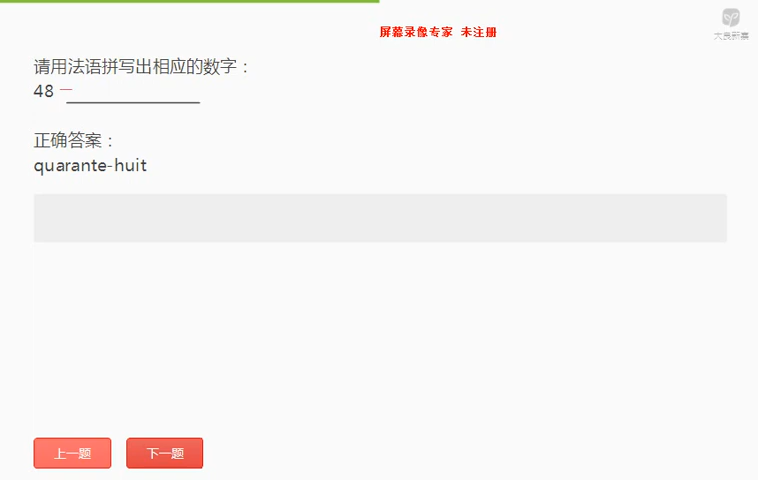 屏幕录像专家 未注册
请用法语拼写出相应的数字：
48 —
正确答案：
quarante-huit
上一题
下一题